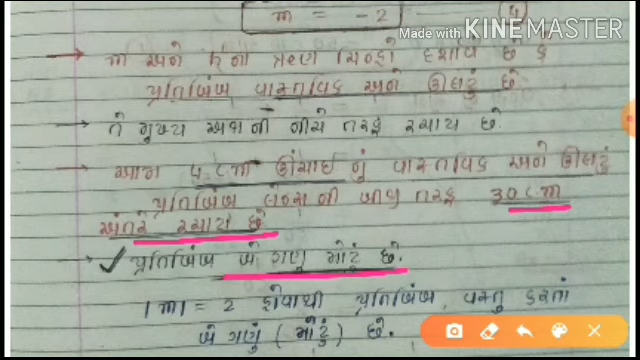 m = -2
Made with KINEMASTER
→ m અને h'ના ઋણ ચિન્હો દર્શાવે છે કે
પ્રતિબિંબ વાસ્તવિક અને ઊલટું છે.
→ તે મુખ્ય અક્ષની નીચે તરફ રચાય છે.
→ આમ 4 cm ઊંચાઈનું વાસ્તવિક અને ઊલટું
પ્રતિબિંબ લેન્સની બીજી તરફ 30 cm
અંતરે રચાય છે
→ પ્રતિબિંબ બે ગણું મોટું છે.
|m| = 2 હોવાથી પ્રતિબિંબ, વસ્તુ કરતાં
બે ગણું (મોટું) છે.